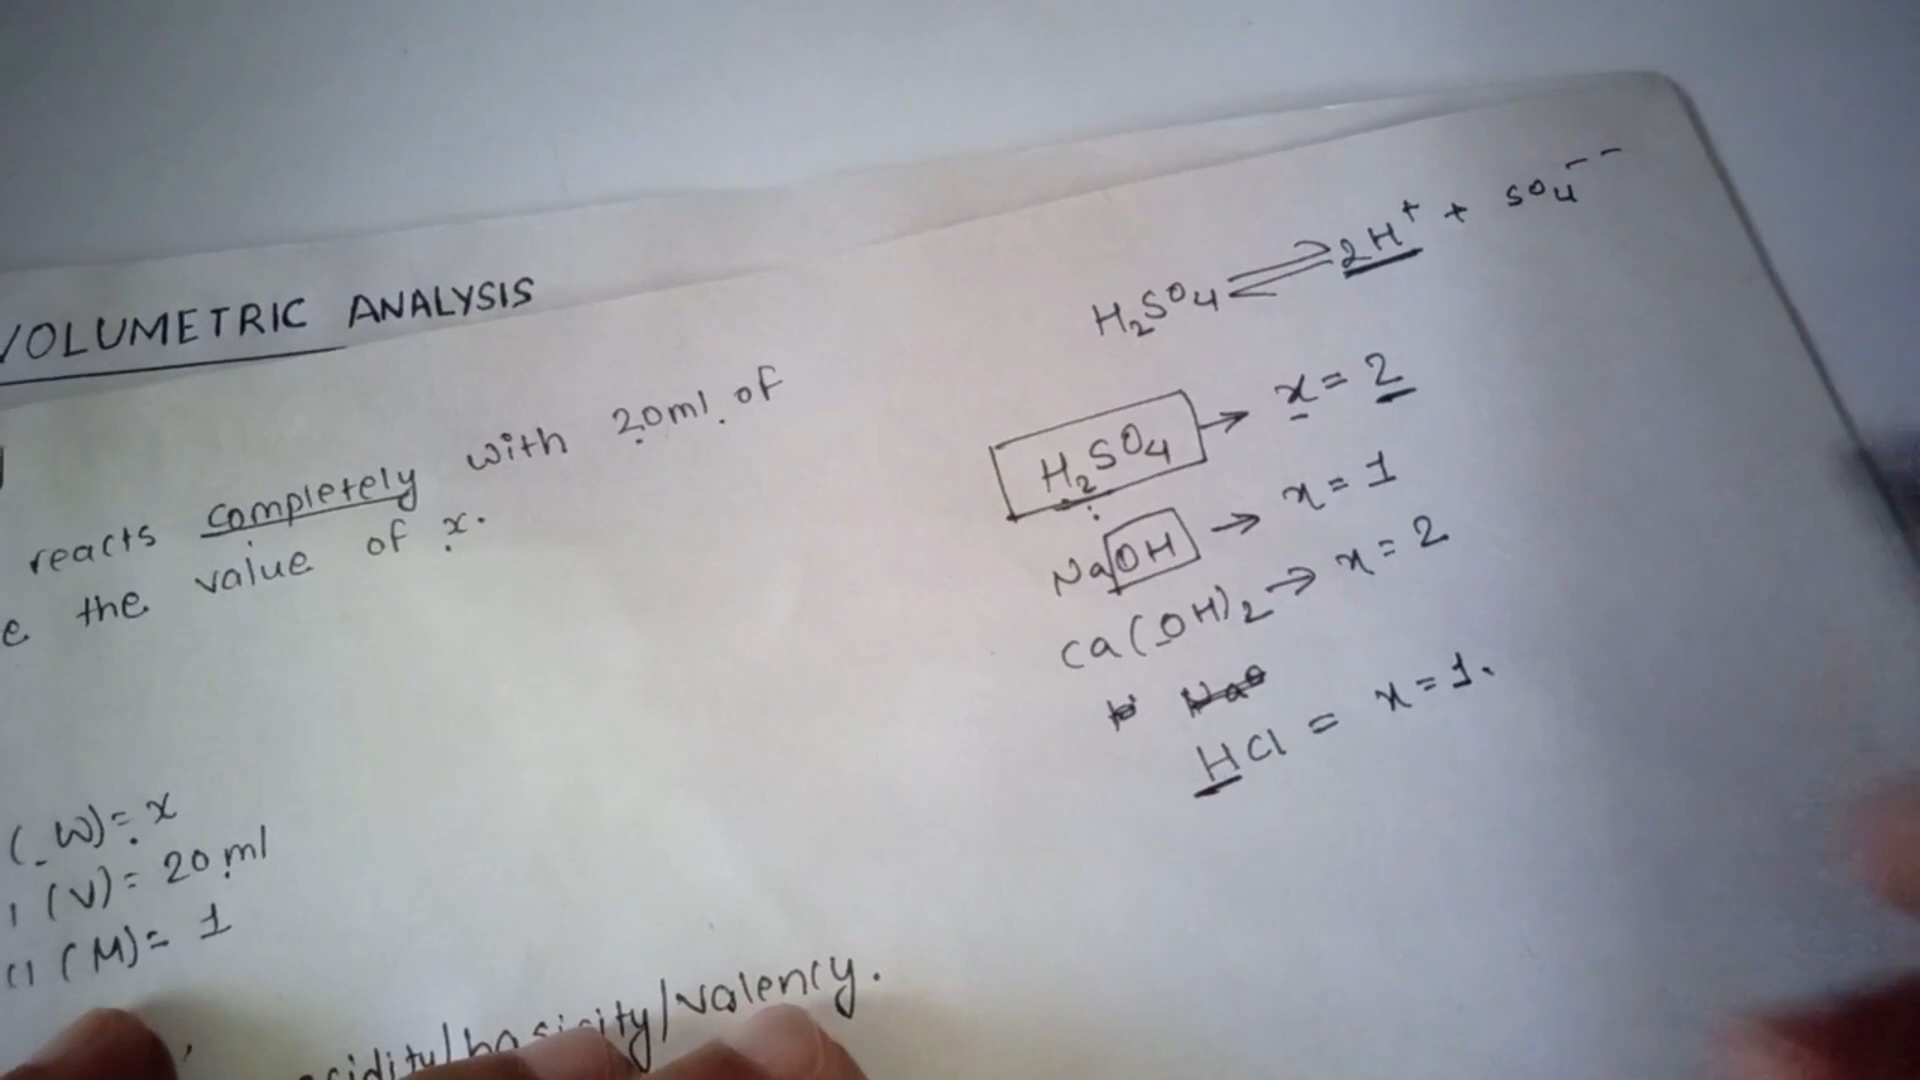 VOLUMETRIC ANALYSIS
reacts completely with 20ml of
e the value of x.
(W)= x
(V)= 20 ml
Cl (M)= 1
acidity/basicity/valency.
H₂SO₄ ⇌ 2H⁺ + SO₄⁻⁻
H₂SO₄ → x = 2
NaOH → x = 1
Ca(OH)₂ → x = 2
HCl = x = 1.